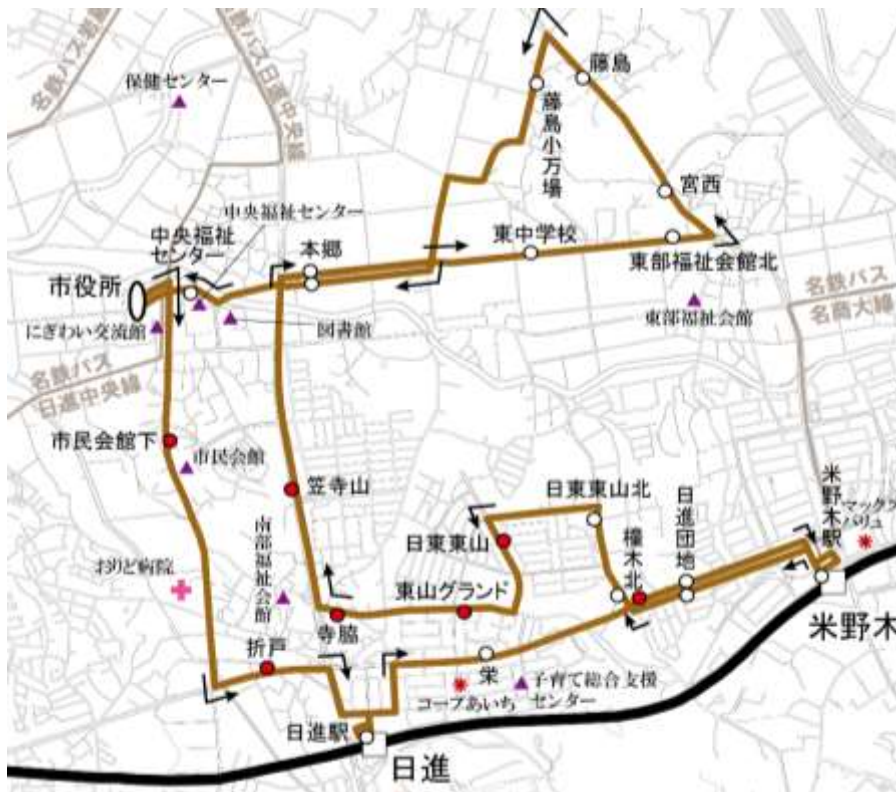 保健センター
名鉄バス岩崎線
名鉄バス日進中央線
藤島
藤島小万場
宮西
中央福祉センター
中央福祉
センター
本郷
東中学校
東部福祉会館北
市役所
にぎわい交流館
図書館
東部福祉会館
名鉄バス
名商大線
名鉄バス
日進中央線
市民会館下
市民会館
笠寺山
日東東山北
日進団地
米野木駅
マックス
バリュ
日東東山
橦木北
おりど病院
南部福祉会館
東山グランド
寺脇
米野木
折戸
栄
子育て総合支援
センター
コープあいち
日進駅
日進